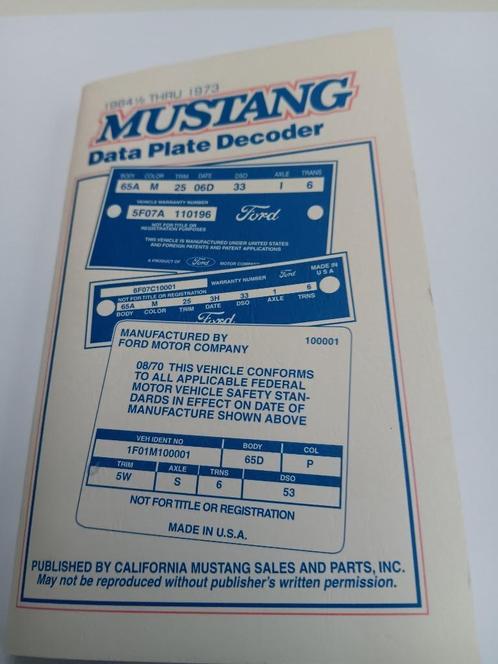 1964½ THRU 1973
MUSTANG
Data Plate Decoder
BODY COLOR TRIM DATE DSO AXLE TRANS
65A M 25 06D 33 I 6
VEHICLE WARRANTY NUMBER
5F07A 110196 Ford
NOT FOR TITLE OR
REGISTRATION PURPOSES
THIS VEHICLE IS MANUFACTURED UNDER UNITED STATES
AND FOREIGN PATENTS AND PATENT APPLICATIONS
A PRODUCT OF Ford MOTOR COMPANY
6F07C10001 WARRANTY NUMBER Ford MADE IN
U S A
NOT FOR TITLE OR REGISTRATION
65A M 25 3H 33 1 6
BODY COLOR TRIM DATE DSO AXLE TRNS
Ford
MANUFACTURED BY 100001
FORD MOTOR COMPANY
08/70 THIS VEHICLE CONFORMS
TO ALL APPLICABLE FEDERAL
MOTOR VEHICLE SAFETY STAN-
DARDS IN EFFECT ON DATE OF
MANUFACTURE SHOWN ABOVE
VEH IDENT NO BODY COL
1F01M100001 65D P
TRIM AXLE TRNS DSO
5W S 6 53
NOT FOR TITLE OR REGISTRATION
MADE IN U.S.A.
PUBLISHED BY CALIFORNIA MUSTANG SALES AND PARTS, INC.
May not be reproduced without publisher's written permission.